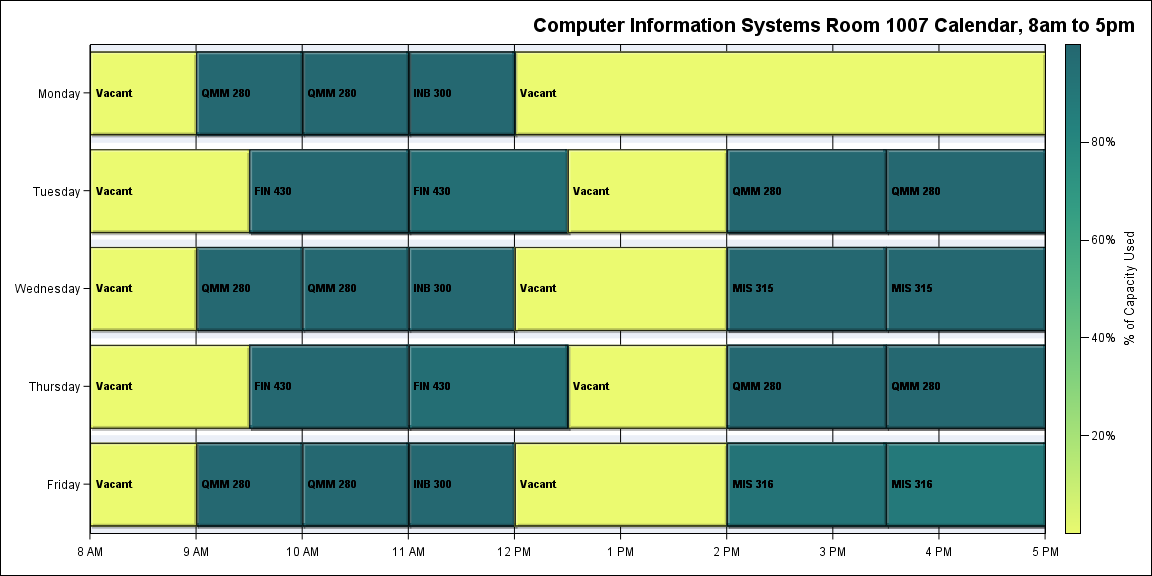 Computer Information Systems Room 1007 Calendar, 8am to 5pm
Monday
Vacant
QMM 280
QMM 280
INB 300
Vacant
Tuesday
Vacant
FIN 430
FIN 430
Vacant
QMM 280
QMM 280
Wednesday
Vacant
QMM 280
QMM 280
INB 300
Vacant
MIS 315
MIS 315
Thursday
Vacant
FIN 430
FIN 430
Vacant
QMM 280
QMM 280
Friday
Vacant
QMM 280
QMM 280
INB 300
Vacant
MIS 316
MIS 316
8 AM
9 AM
10 AM
11 AM
12 PM
1 PM
2 PM
3 PM
4 PM
5 PM
80%
60%
40%
20%
% of Capacity Used